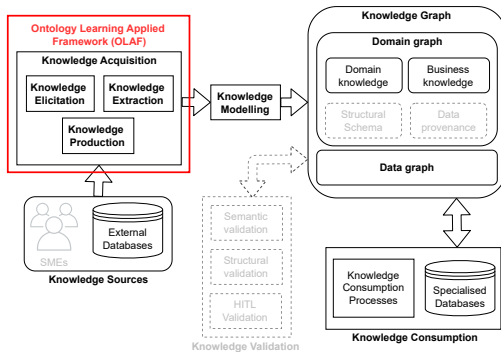 Ontology Learning Applied
Framework (OLAF)
Knowledge Acquisition
Knowledge
Elicitation
Knowledge
Extraction
Knowledge
Production
Knowledge
Modelling
Knowledge Graph
Domain graph
Domain
knowledge
Business
knowledge
Structural
Schema
Data
provenance
Data graph
SMEs
External
Databases
Knowledge Sources
Semantic
validation
Structural
validation
HITL
Validation
Knowledge Validation
Knowledge
Consumption
Processes
Specialised
Databases
Knowledge Consumption